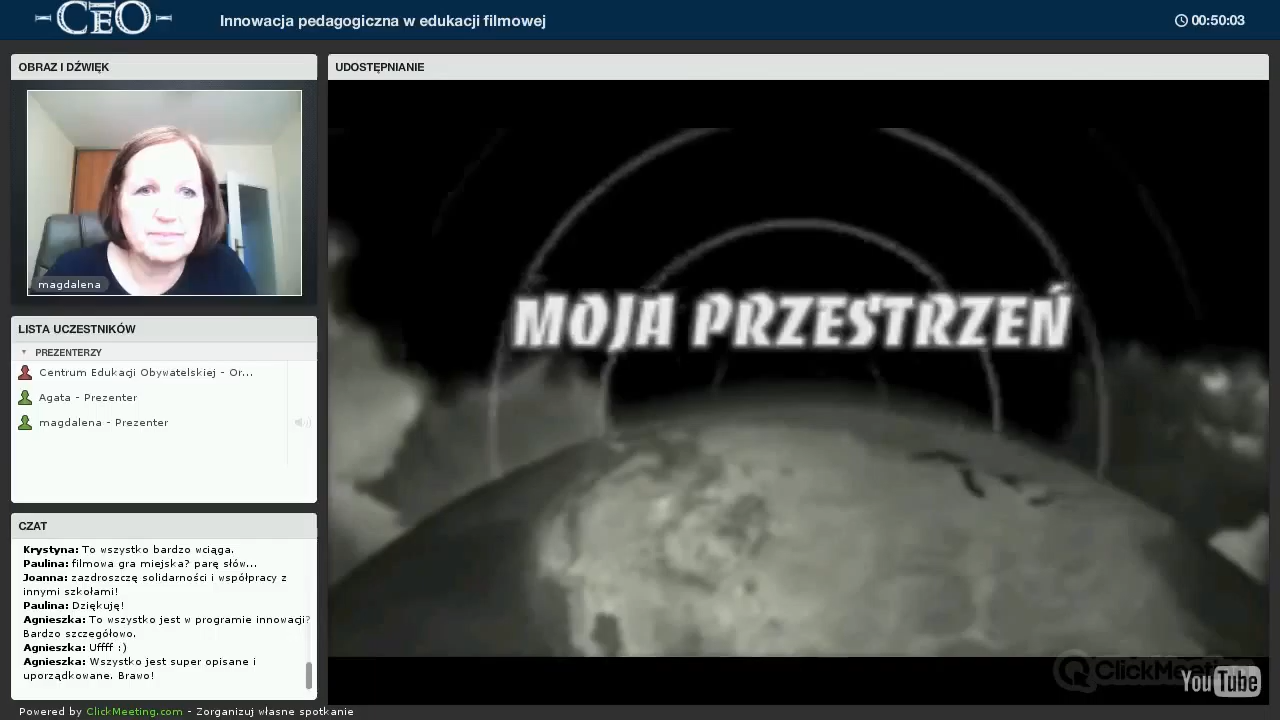 CEO
Innowacja pedagogiczna w edukacji filmowej
00:50:03
OBRAZ I DŹWIĘK
magdalena
UDOSTĘPNIANIE
MOJA PRZESTRZEŃ
LISTA UCZESTNIKÓW
PREZENTERZY
Centrum Edukacji Obywatelskiej - Or...
Agata - Prezenter
magdalena - Prezenter
CZAT
Krystyna: To wszystko bardzo wciąga.
Paulina: filmowa gra miejska? parę słów...
Joanna: zazdroszczę solidarności i współpracy z
innymi szkołami!
Paulina: Dziękuję!
Agnieszka: To wszystko jest w programie innowacji?
Bardzo szczegółowo.
Agnieszka: Uffff :)
Agnieszka: Wszystko jest super opisane i
uporządkowane. Brawo!
ClickMeeting
YouTube
Powered by ClickMeeting.com - Zorganizuj własne spotkanie